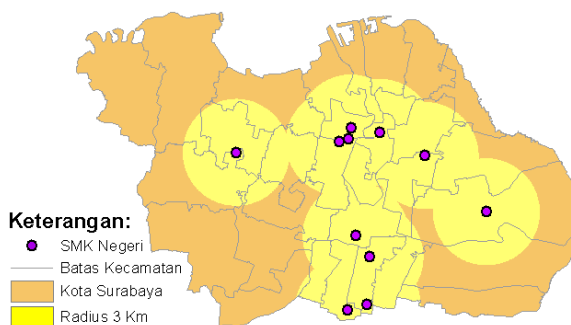 Keterangan:
SMK Negeri
Batas Kecamatan
Kota Surabaya
Radius 3 Km